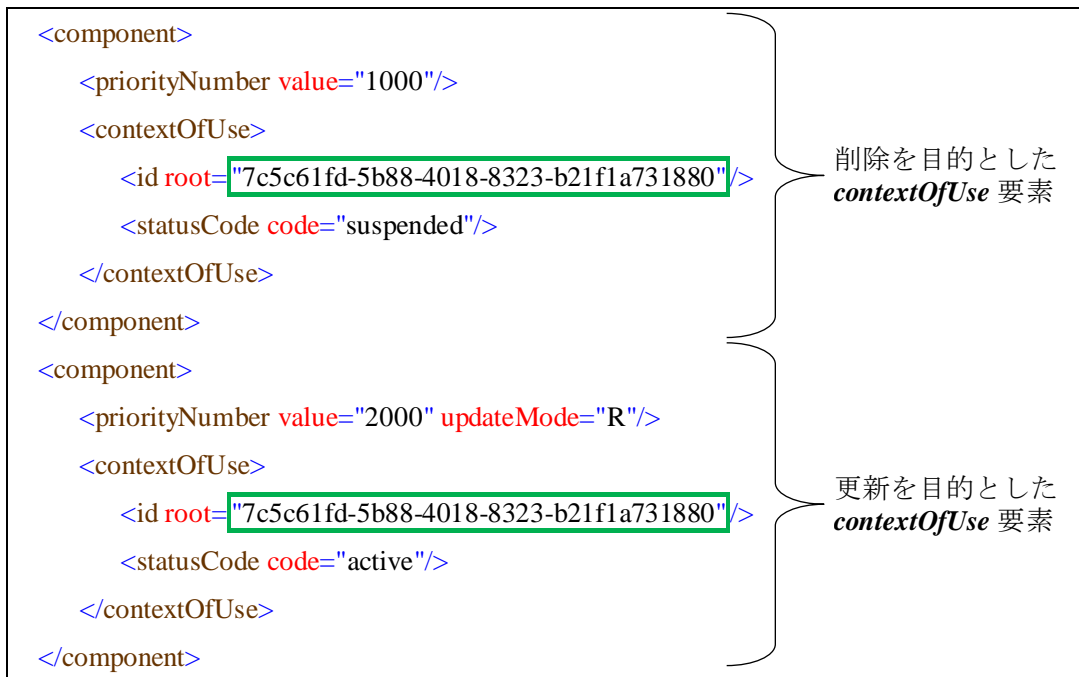 <component>
<priorityNumber value="1000"/>
<contextOfUse>
<id root="7c5c61fd-5b88-4018-8323-b21f1a731880"/>
<statusCode code="suspended"/>
</contextOfUse>
</component>
削除を目的とした
contextOfUse 要素
<component>
<priorityNumber value="2000" updateMode="R"/>
<contextOfUse>
<id root="7c5c61fd-5b88-4018-8323-b21f1a731880"/>
<statusCode code="active"/>
</contextOfUse>
</component>
更新を目的とした
contextOfUse 要素